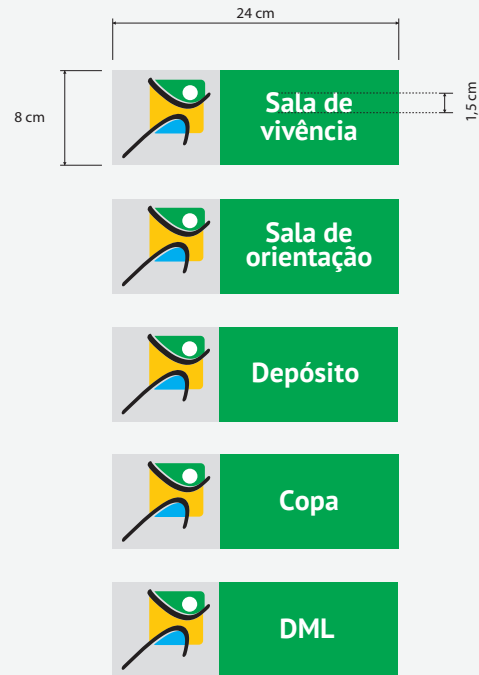 24 cm
8 cm
1,5 cm
Sala de
vivência
Sala de
orientação
Depósito
Copa
DML